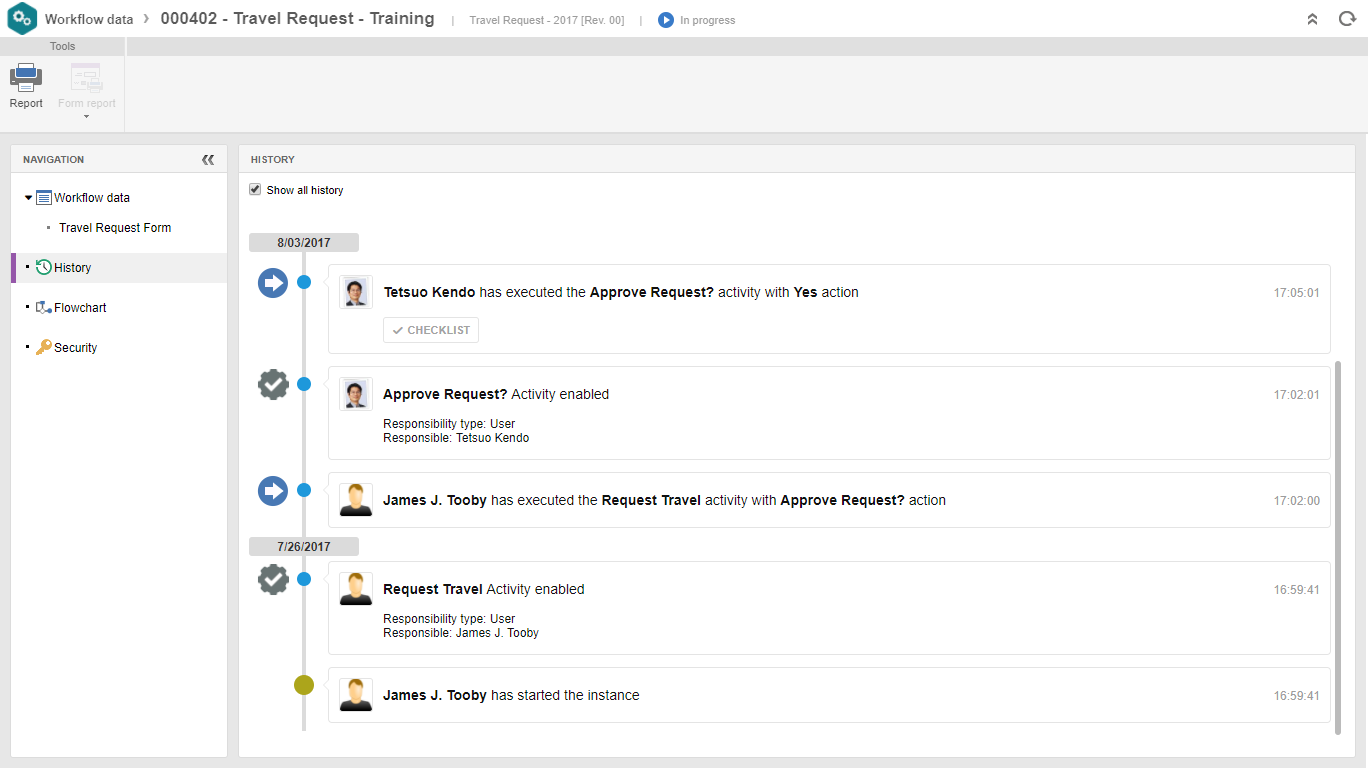 Workflow data › 000402 - Travel Request - Training | Travel Request - 2017 [Rev. 00] | In progress
Tools
Report
Form report
NAVIGATION
Workflow data
Travel Request Form
History
Flowchart
Security
HISTORY
Show all history
8/03/2017
Tetsuo Kendo has executed the Approve Request? activity with Yes action 17:05:01
CHECKLIST
Approve Request? Activity enabled 17:02:01
Responsibility type: User
Responsible: Tetsuo Kendo
James J. Tooby has executed the Request Travel activity with Approve Request? action 17:02:00
7/26/2017
Request Travel Activity enabled 16:59:41
Responsibility type: User
Responsible: James J. Tooby
James J. Tooby has started the instance 16:59:41